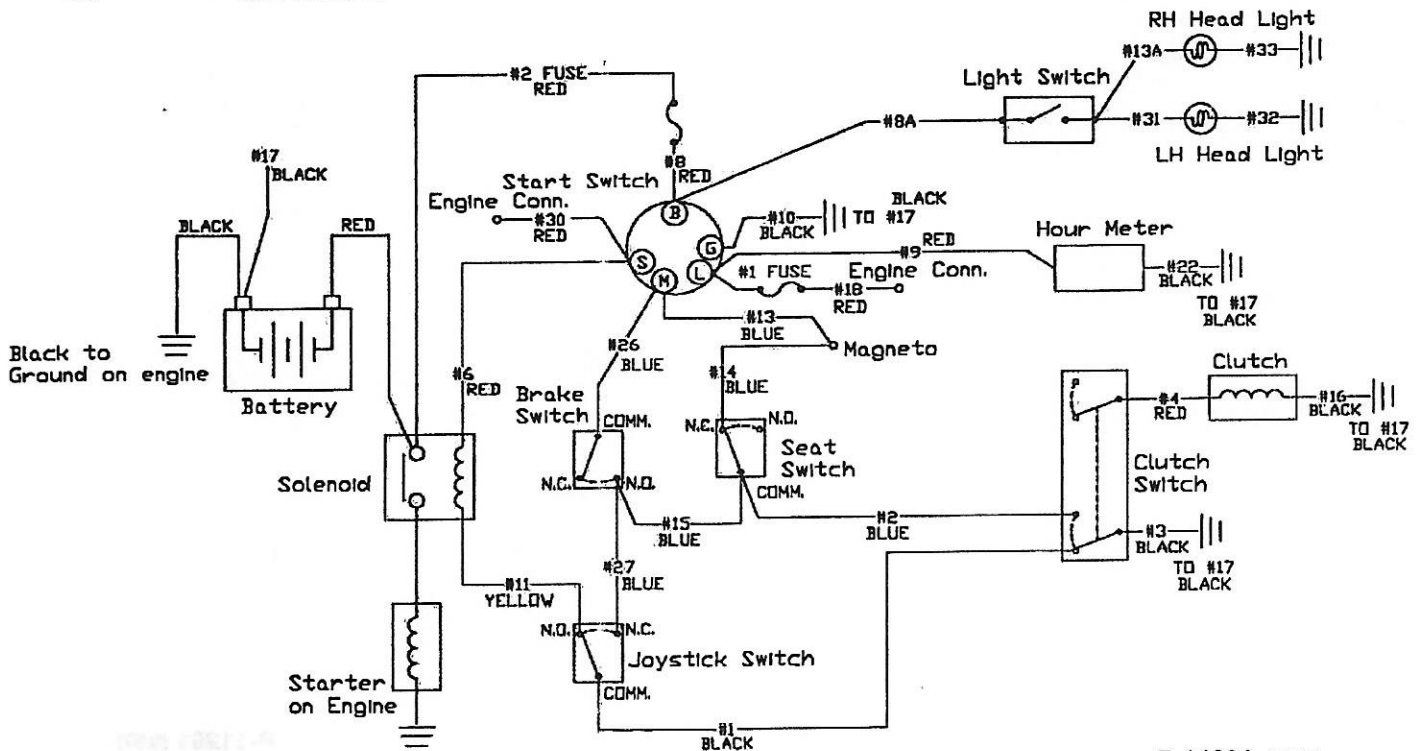 RH Head Light
#13A
#33
#2 FUSE
RED
Light Switch
#8A
#31
#32
LH Head Light
#17
BLACK
#8
RED
Start Switch
Engine Conn.
#30
RED
B
G
S
L
M
#10
BLACK
BLACK
TO #17
#9
RED
Hour Meter
#22
BLACK
TO #17
BLACK
BLACK
RED
#1 FUSE
Engine Conn.
#18
RED
#13
BLUE
Magneto
#26
BLUE
#14
BLUE
Black to
Ground on engine
Battery
#6
RED
Brake
Switch
COMM.
N.C.
N.O.
N.C.
N.O.
Seat
Switch
COMM.
Clutch
#4
RED
#16
BLACK
TO #17
BLACK
Clutch
Switch
Solenoid
#15
BLUE
#2
BLUE
#3
BLACK
TO #17
BLACK
#27
BLUE
#11
YELLOW
N.O.
N.C.
Joystick Switch
COMM.
Starter
on Engine
#1
BLACK